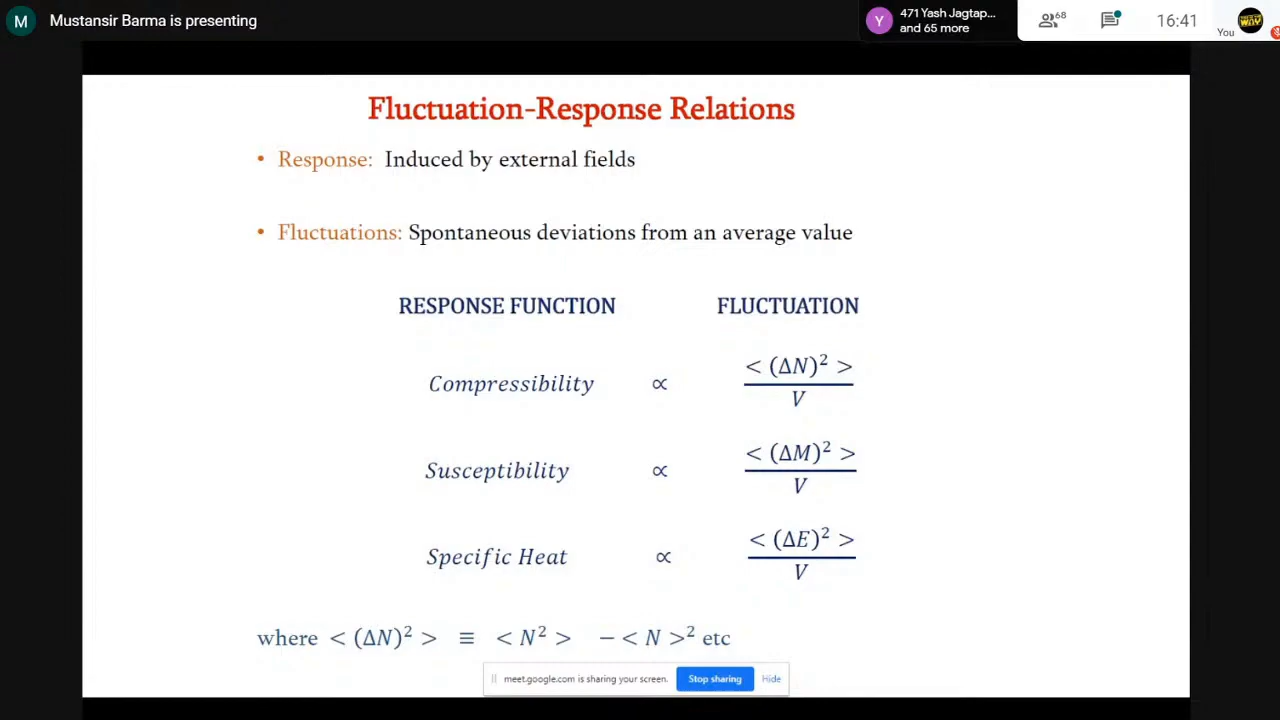 M Mustansir Barma is presenting
Y 471 Yash Jagtap...
and 65 more
68
16:41
You
Fluctuation-Response Relations
• Response: Induced by external fields
• Fluctuations: Spontaneous deviations from an average value
RESPONSE FUNCTION FLUCTUATION
Compressibility ∝ < (ΔN)² > / V
Susceptibility ∝ < (ΔM)² > / V
Specific Heat ∝ < (ΔE)² > / V
where < (ΔN)² > ≡ < N² > − < N >² etc
meet.google.com is sharing your screen. Stop sharing Hide